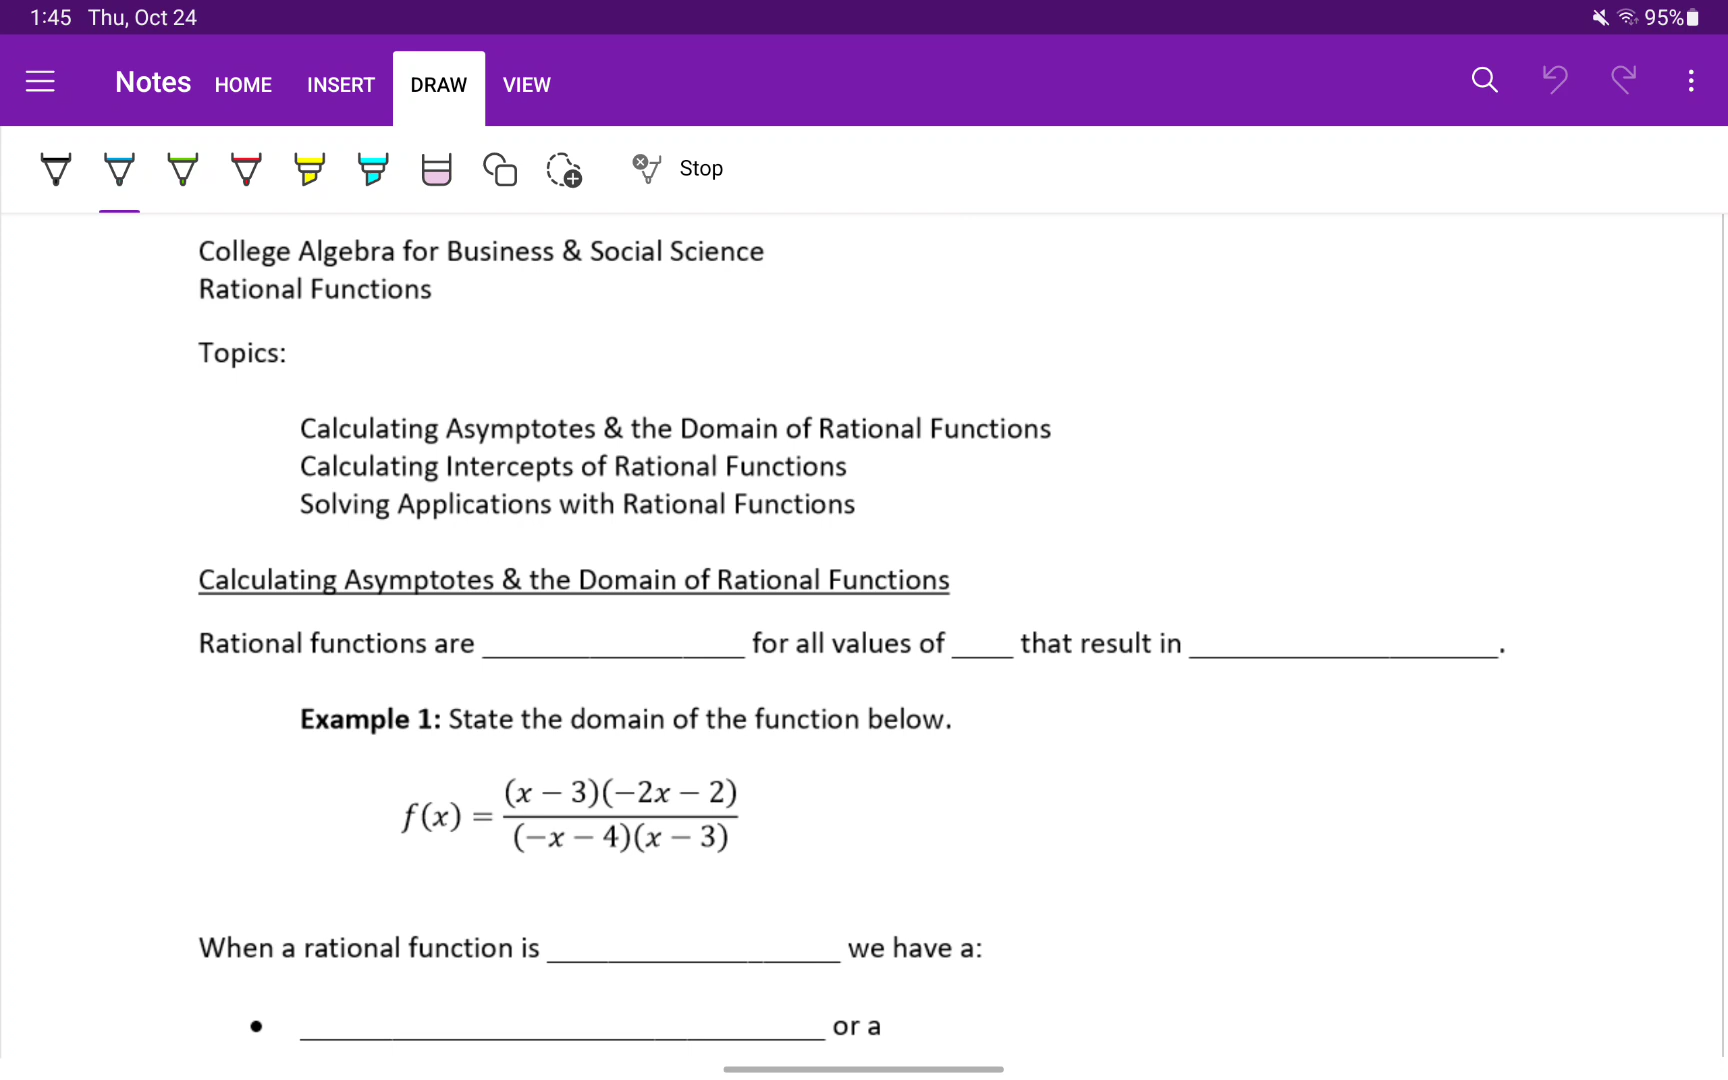 1:45 Thu, Oct 24 95%
Notes HOME INSERT DRAW VIEW
Stop
College Algebra for Business & Social Science
Rational Functions
Topics:
Calculating Asymptotes & the Domain of Rational Functions
Calculating Intercepts of Rational Functions
Solving Applications with Rational Functions
Calculating Asymptotes & the Domain of Rational Functions
Rational functions are _________________ for all values of ____ that result in ____________________.
Example 1: State the domain of the function below.
f(x) = (x − 3)(−2x − 2) / (−x − 4)(x − 3)
When a rational function is ___________________ we have a:
• __________________________________ or a